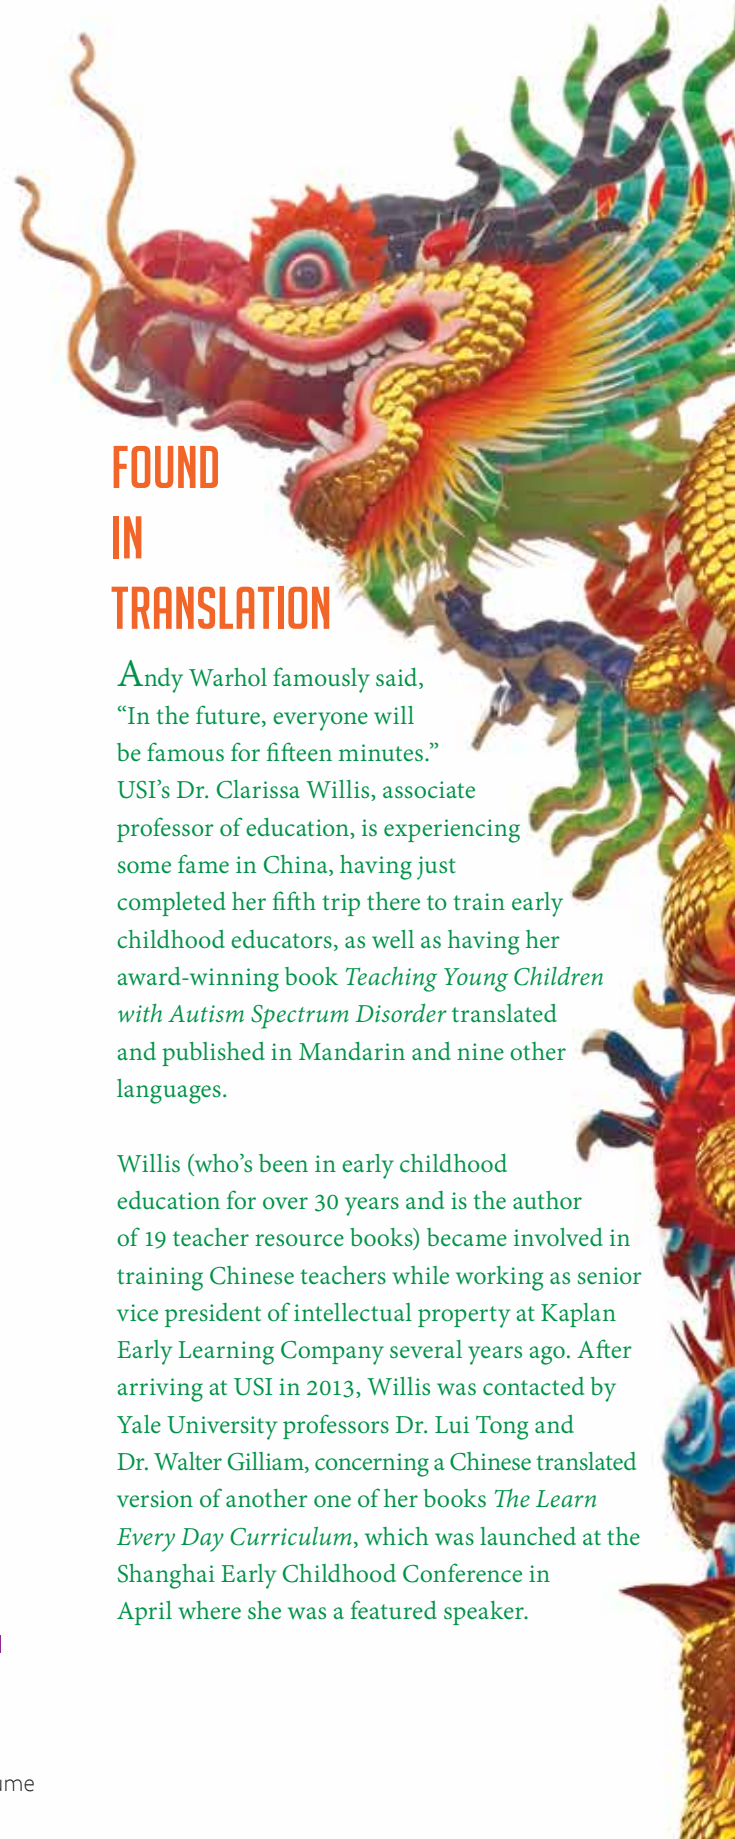 FOUND
IN
TRANSLATION
Andy Warhol famously said,
“In the future, everyone will
be famous for fifteen minutes.”
USI’s Dr. Clarissa Willis, associate
professor of education, is experiencing
some fame in China, having just
completed her fifth trip there to train early
childhood educators, as well as having her
award-winning book Teaching Young Children
with Autism Spectrum Disorder translated
and published in Mandarin and nine other
languages.
Willis (who’s been in early childhood
education for over 30 years and is the author
of 19 teacher resource books) became involved in
training Chinese teachers while working as senior
vice president of intellectual property at Kaplan
Early Learning Company several years ago. After
arriving at USI in 2013, Willis was contacted by
Yale University professors Dr. Lui Tong and
Dr. Walter Gilliam, concerning a Chinese translated
version of another one of her books The Learn
Every Day Curriculum, which was launched at the
Shanghai Early Childhood Conference in
April where she was a featured speaker.